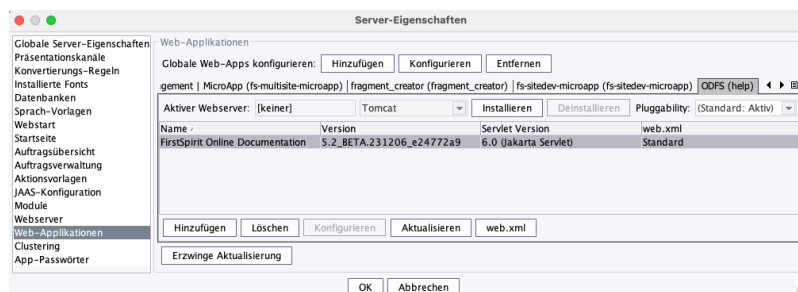 Server-Eigenschaften
Globale Server-Eigenschaften
Präsentationskanäle
Konvertierungs-Regeln
Installierte Fonts
Datenbanken
Sprach-Vorlagen
Webstart
Startseite
Auftragsübersicht
Auftragsverwaltung
Aktionsvorlagen
JAAS-Konfiguration
Module
Webserver
Web-Applikationen
Clustering
App-Passwörter
Web-Applikationen
Globale Web-Apps konfigurieren: Hinzufügen Konfigurieren Entfernen
gement | MicroApp (fs-multisite-microapp) fragment_creator (fragment_creator) fs-sitedev-microapp (fs-sitedev-microapp) ODFS (help)
Aktiver Webserver: [keiner] Tomcat Installieren Deinstallieren Pluggability: (Standard: Aktiv)
Name Version Servlet Version web.xml
FirstSpirit Online Documentation 5.2_BETA.231206_e24772a9 6.0 (Jakarta Servlet) Standard
Hinzufügen Löschen Konfigurieren Aktualisieren web.xml
Erzwinge Aktualisierung
OK Abbrechen